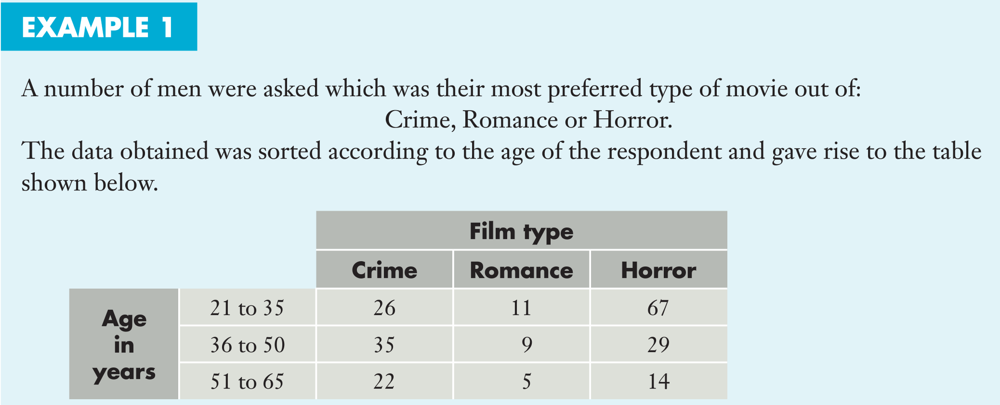 EXAMPLE 1
A number of men were asked which was their most preferred type of movie out of:
Crime, Romance or Horror.
The data obtained was sorted according to the age of the respondent and gave rise to the table
shown below.
Film type
Crime Romance Horror
Age in years
21 to 35 26 11 67
36 to 50 35 9 29
51 to 65 22 5 14